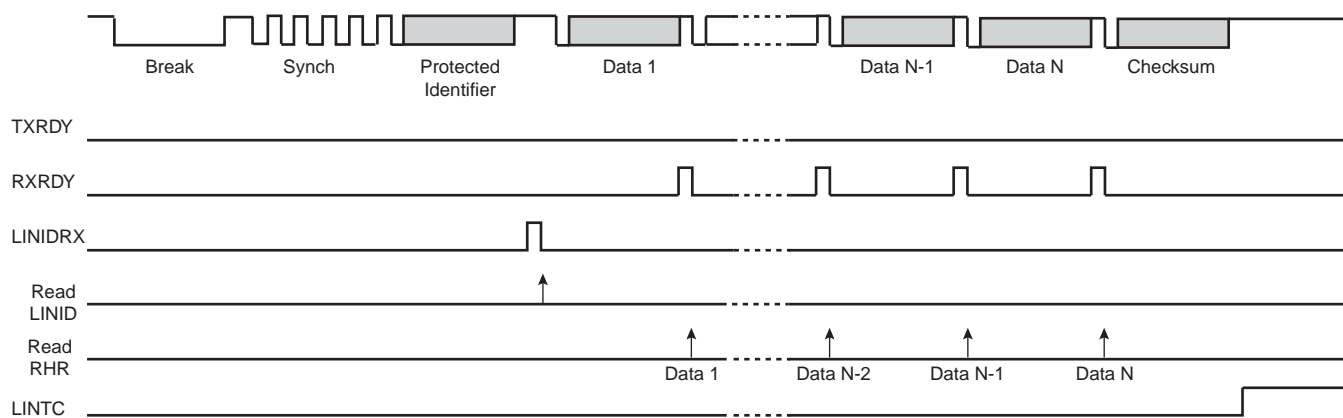 Break Synch Protected Data 1 Data N-1 Data N Checksum
Identifier
TXRDY
RXRDY
LINIDRX
Read
LINID
Read
RHR
Data 1 Data N-2 Data N-1 Data N
LINTC